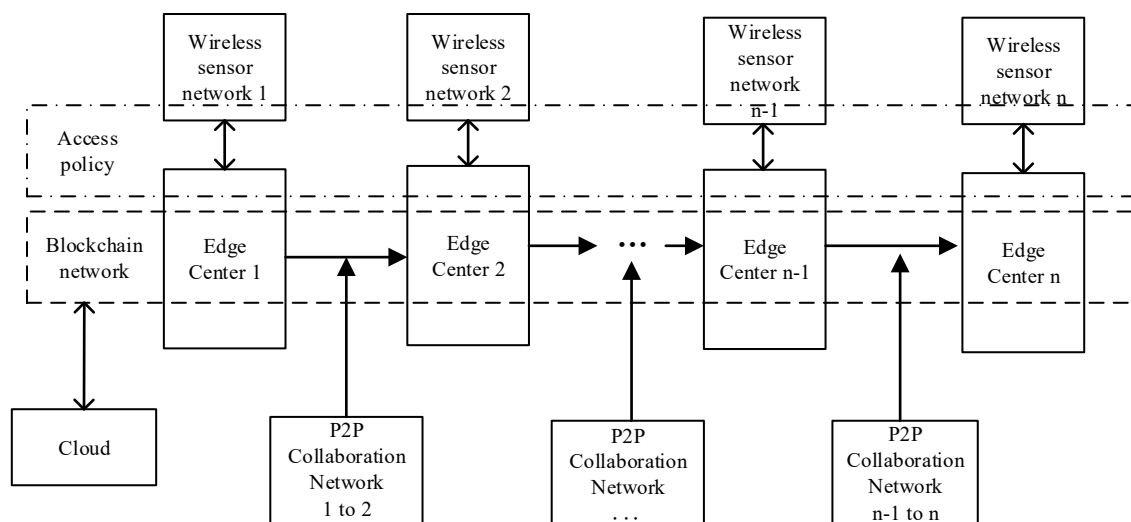 Wireless
sensor
network 1
Wireless
sensor
network 2
Wireless
sensor
network
n-1
Wireless
sensor
network n
Access
policy
Blockchain
network
Edge
Center 1
Edge
Center 2
...
Edge
Center n-1
Edge
Center n
Cloud
P2P
Collaboration
Network
1 to 2
P2P
Collaboration
Network
. . .
P2P
Collaboration
Network
n-1 to n